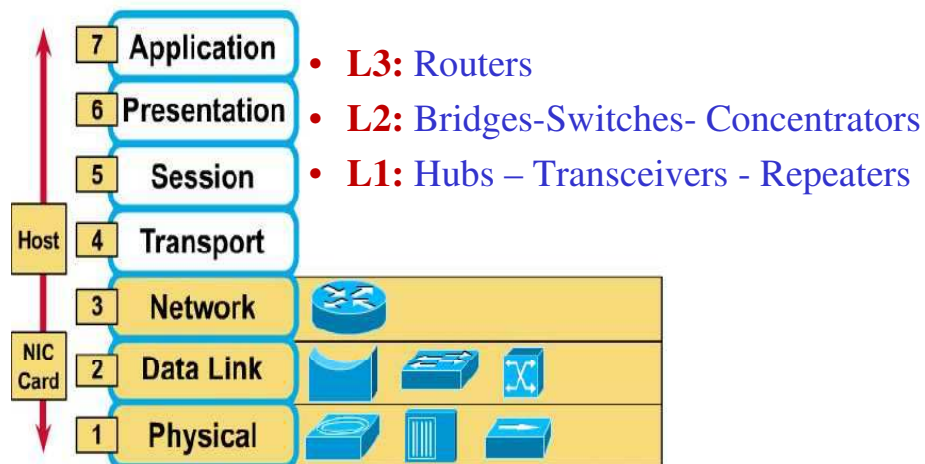 7 Application
6 Presentation
5 Session
Host 4 Transport
3 Network
NIC
Card
2 Data Link
1 Physical
• L3: Routers
• L2: Bridges-Switches- Concentrators
• L1: Hubs – Transceivers - Repeaters